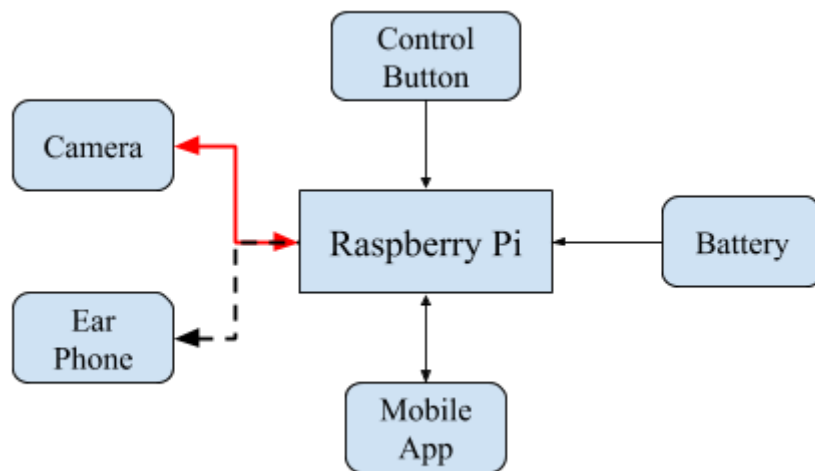 Control
Button
Camera
Raspberry Pi
Battery
Ear
Phone
Mobile
App